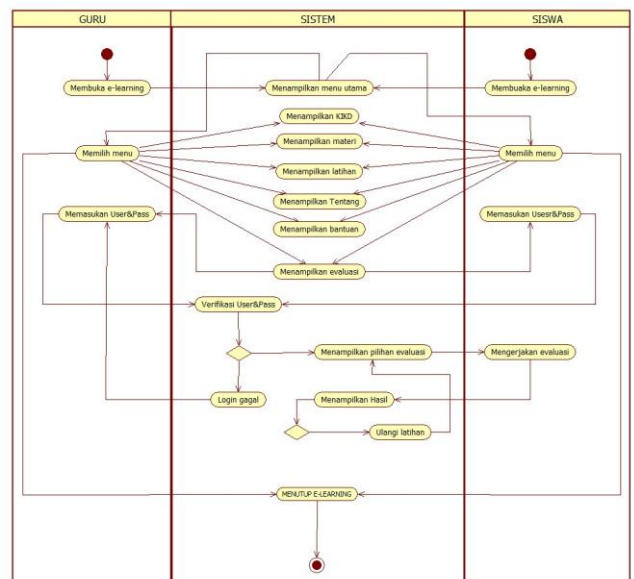 GURU SISTEM SISWA
Membuka e-learning Menampilkan menu utama Membuaka e-learning
Menampilkan KIKD
Menampilkan materi
Memilih menu Memilih menu
Menampilkan latihan
Menampilkan Tentang
Memasukan User&Pass Memasukan Usesr&Pass
Menampilkan bantuan
Menampilkan evaluasi
Verifikasi User&Pass
Menampilkan pilihan evaluasi Mengerjakan evaluasi
Login gagal Menampilkan Hasil
Ulangi latihan
MENUTUP E-LEARNING